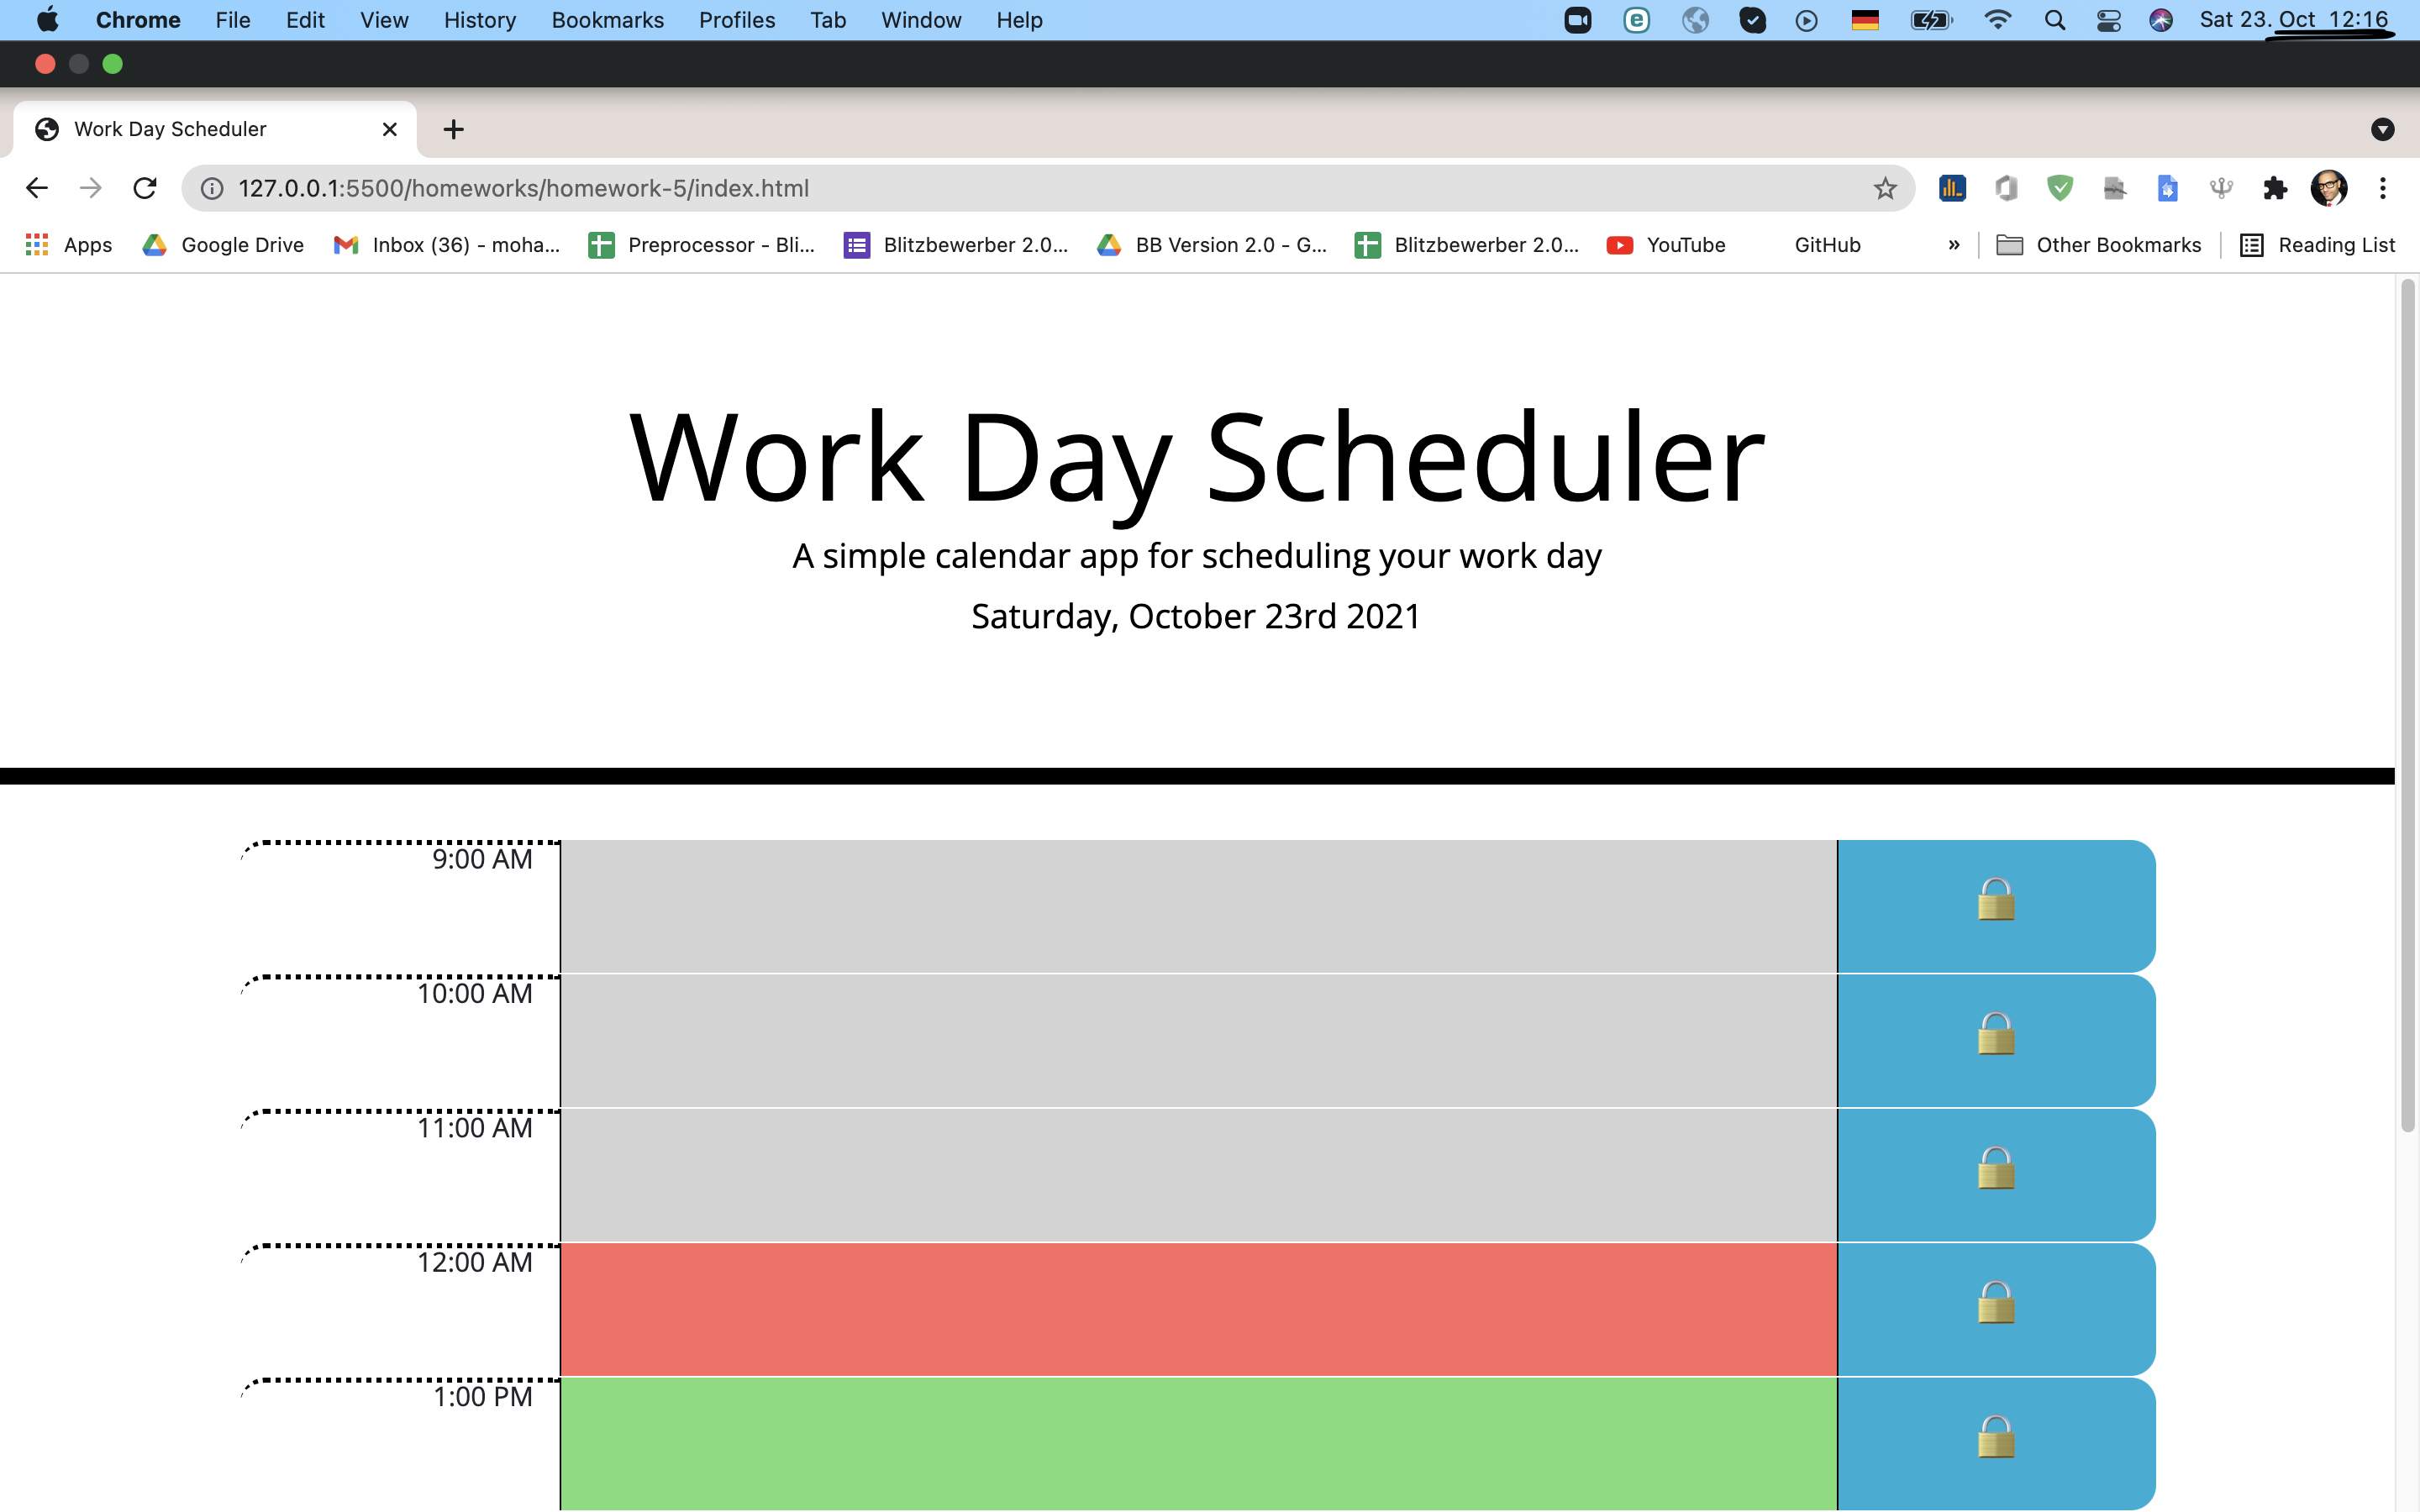 Chrome File Edit View History Bookmarks Profiles Tab Window Help Sat 23. Oct 12:16
Work Day Scheduler
127.0.0.1:5500/homeworks/homework-5/index.html
Apps Google Drive Inbox (36) - moha... Preprocessor - Bli... Blitzbewerber 2.0... BB Version 2.0 - G... Blitzbewerber 2.0... YouTube GitHub » Other Bookmarks Reading List
Work Day Scheduler
A simple calendar app for scheduling your work day
Saturday, October 23rd 2021
9:00 AM
10:00 AM
11:00 AM
12:00 AM
1:00 PM